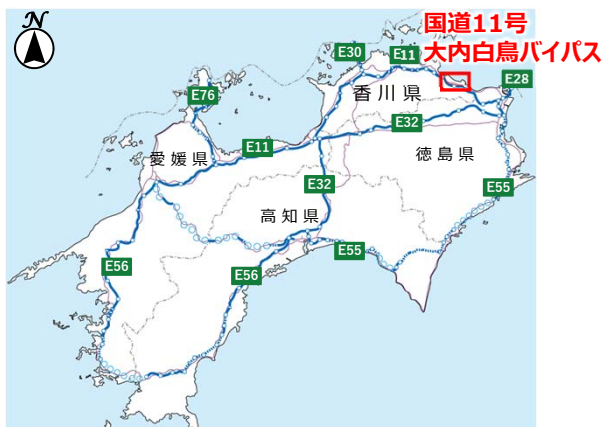 N
国道11号
大内白鳥バイパス
E30
E11
E28
E76
香川県
E32
E11
愛媛県
徳島県
E32
E55
高知県
E55
E56
E56